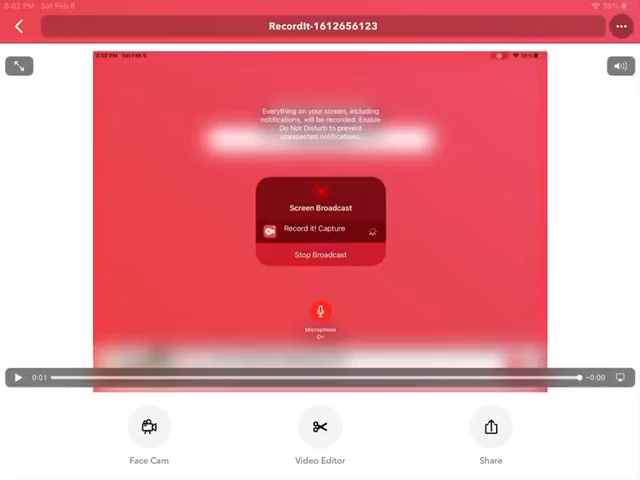 8:02 PM Sat Feb 6
35%
RecordIt-1612656123
8:02 PM Sat Feb 6
Everything on your screen, including
notifications, will be recorded. Enable
Do Not Disturb to prevent
unexpected notifications.
Screen Broadcast
Record it! Capture
Stop Broadcast
Microphone
On
0:01
-0:00
Face Cam
Video Editor
Share